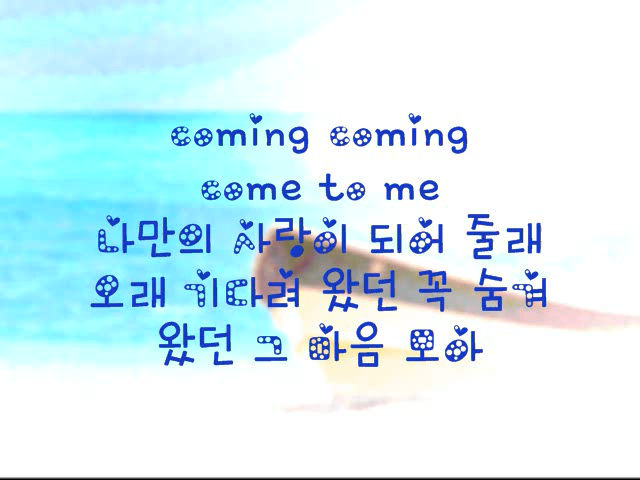 coming coming
come to me
나만의 사랑이 되어 줄래
오래 기다려 왔던 꼭 숨겨
왔던 그 마음 모아